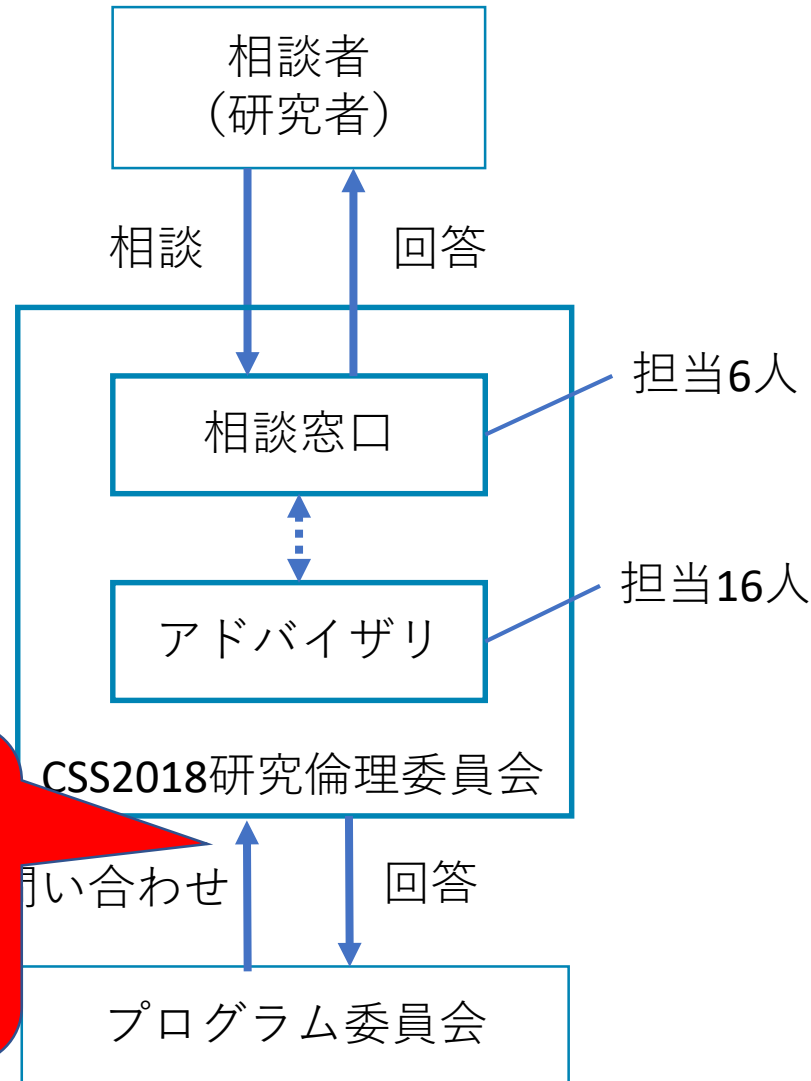 相談者
（研究者）
相談
回答
相談窓口
担当6人
アドバイザリ
担当16人
CSS2018研究倫理委員会
問い合わせ
回答
プログラム委員会